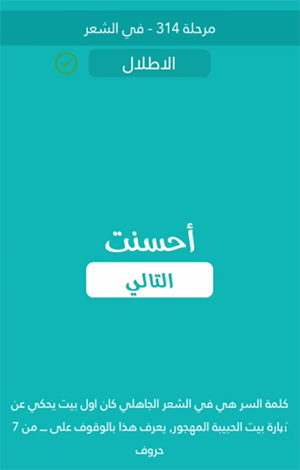 مرحلة 314 - في الشعر
الاطلال
أحسنت
التالي
كلمة السر هي في الشعر الجاهلي كان اول بيت يحكي عن
زيارة بيت الحبيبة المهجور, يعرف هذا بالوقوف على ــ من 7
حروف